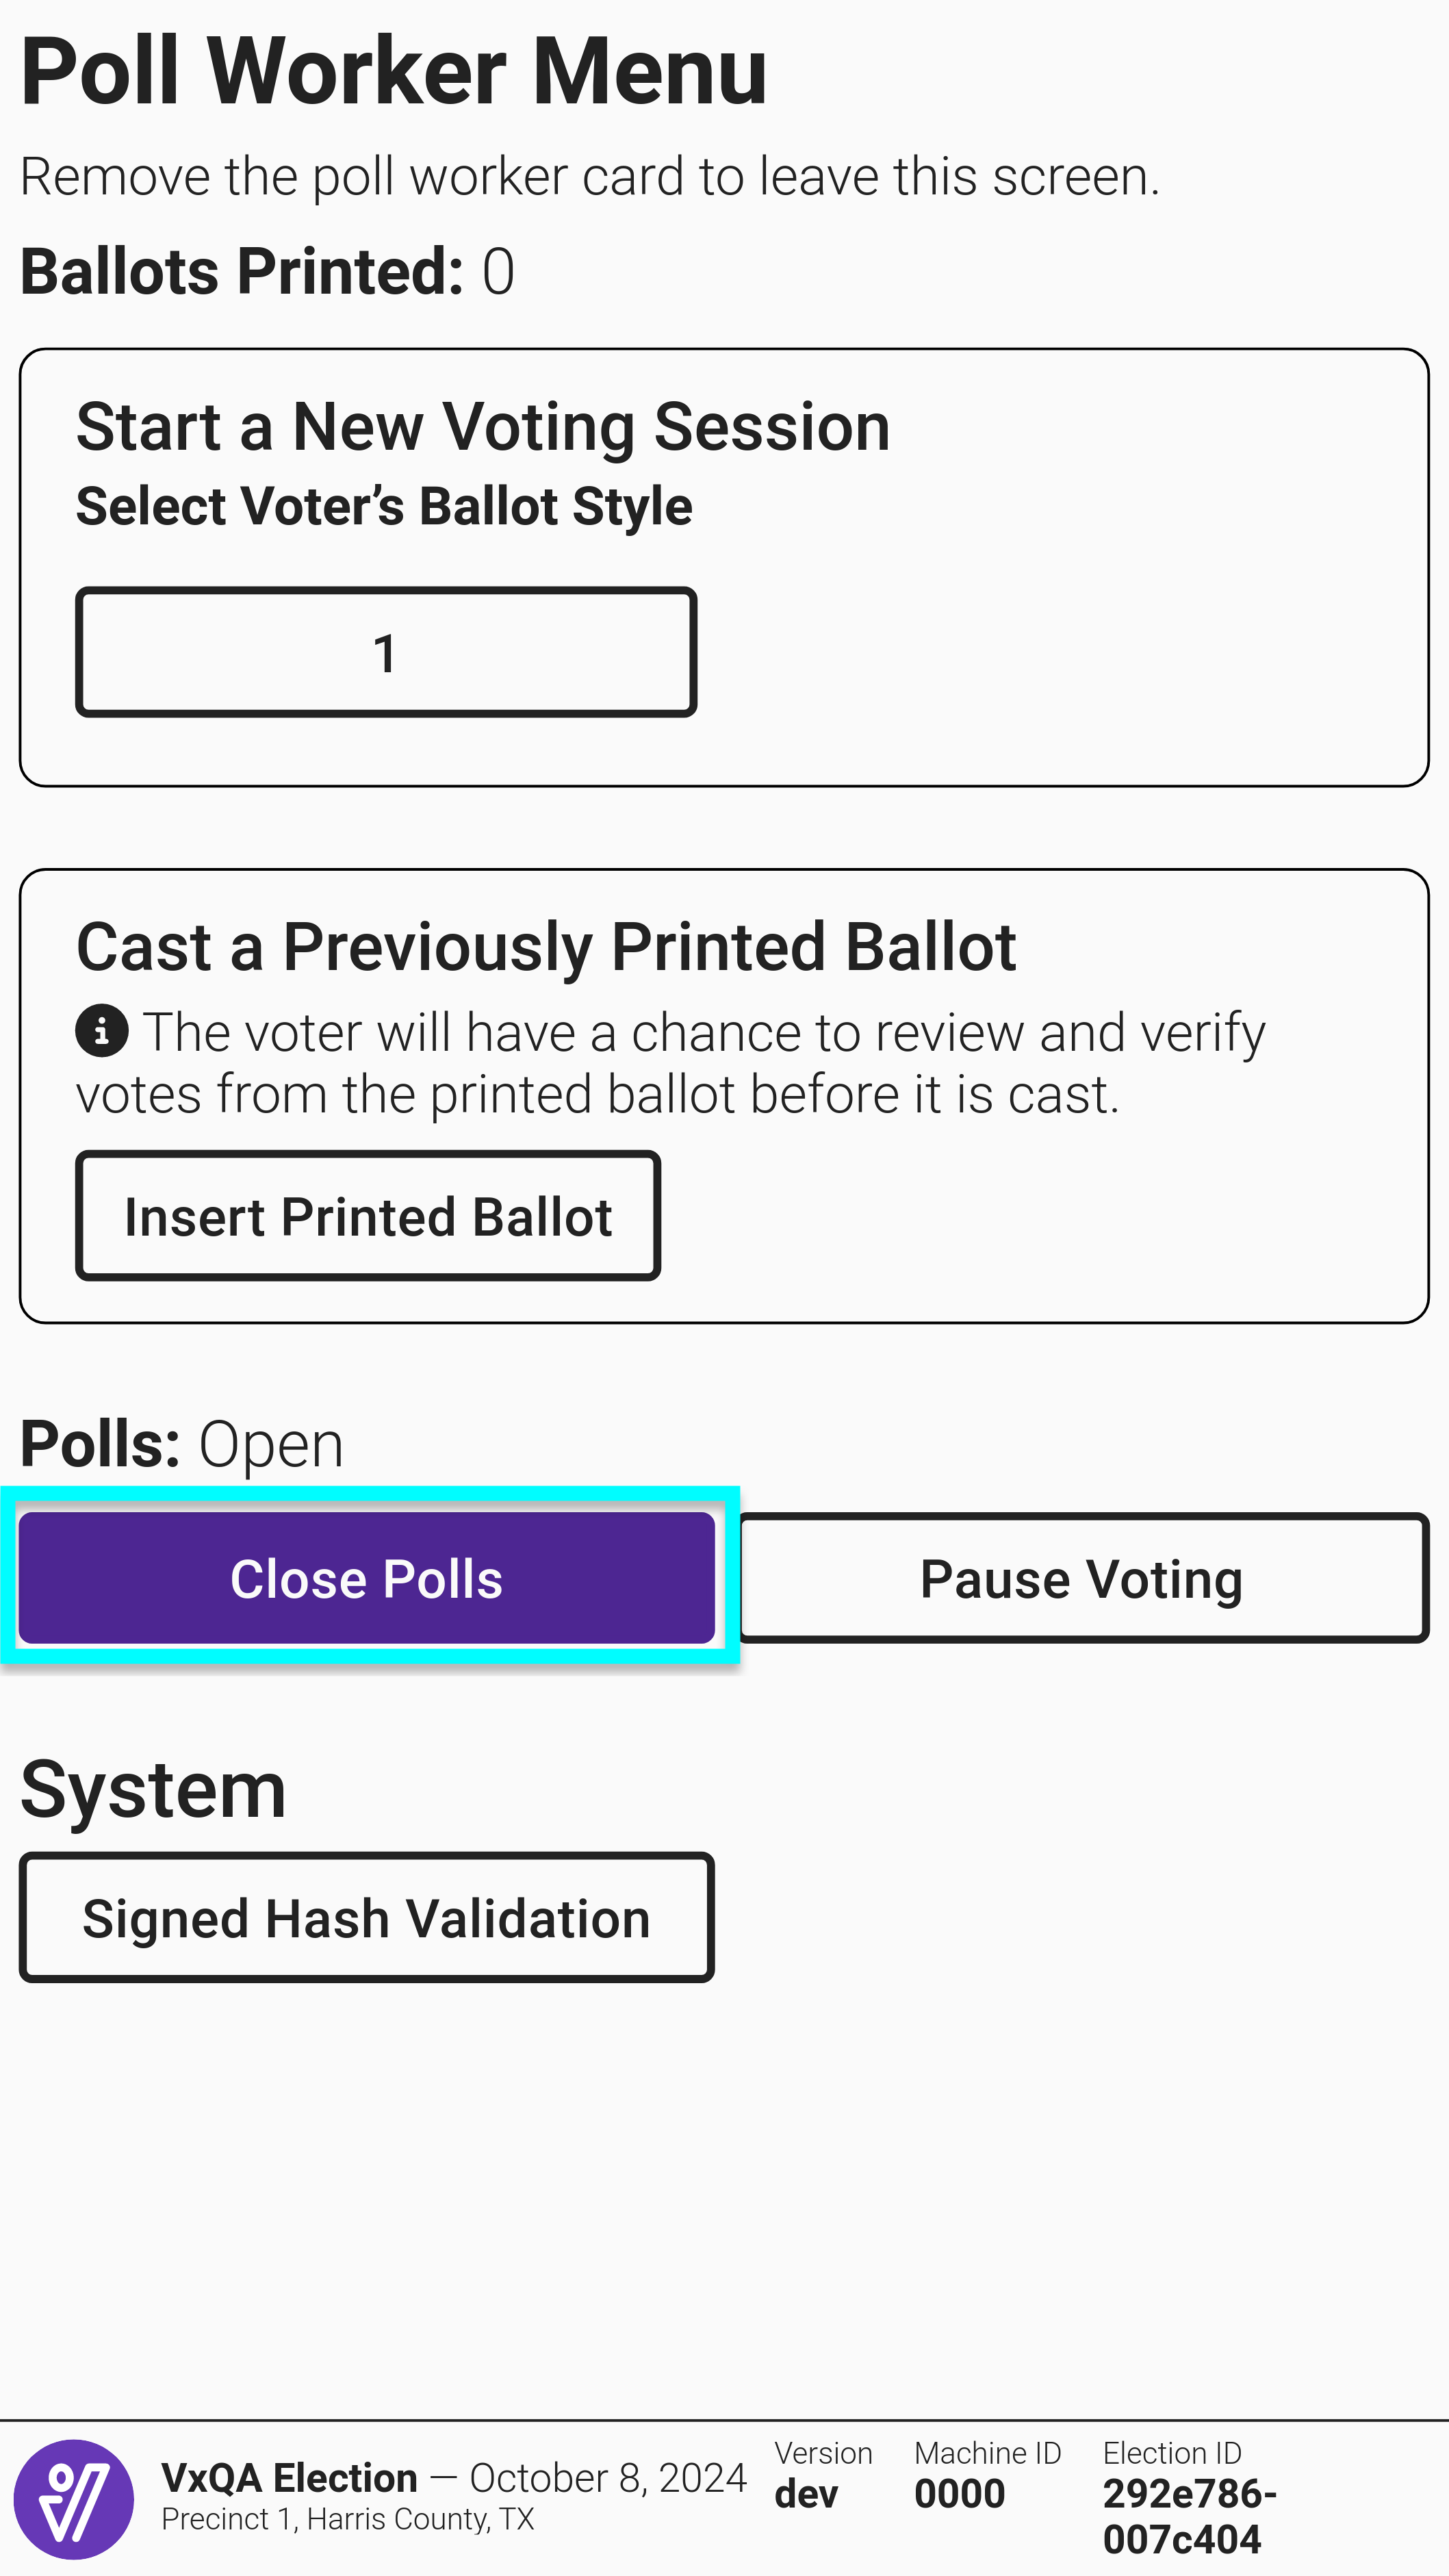 Poll Worker Menu
Remove the poll worker card to leave this screen.
Ballots Printed: 0
Start a New Voting Session
Select Voter’s Ballot Style
1
Cast a Previously Printed Ballot
The voter will have a chance to review and verify
votes from the printed ballot before it is cast.
Insert Printed Ballot
Polls: Open
Close Polls
Pause Voting
System
Signed Hash Validation
VxQA Election — October 8, 2024
Precinct 1, Harris County, TX
Version
dev
Machine ID
0000
Election ID
292e786-
007c404